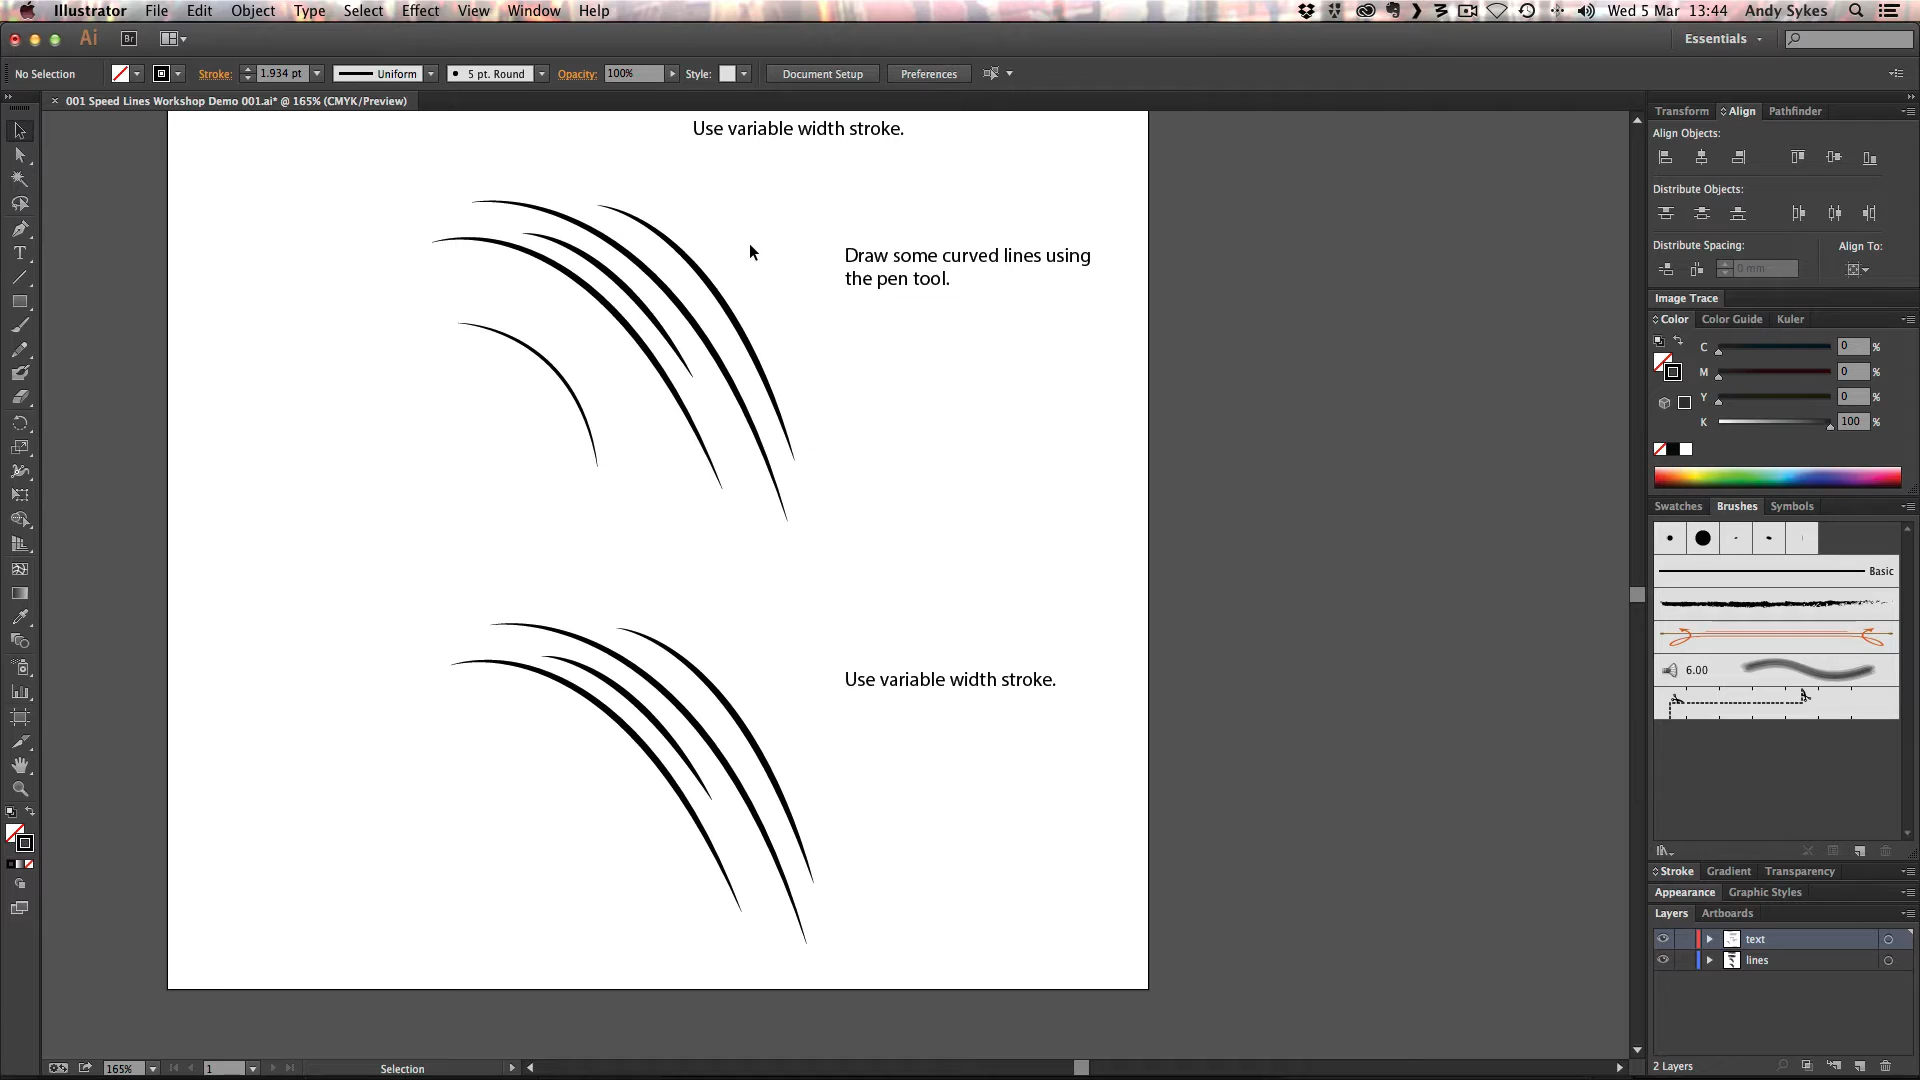 Illustrator File Edit Object Type Select Effect View Window Help Wed 5 Mar 13:44 Andy Sykes
Ai Br Essentials
No Selection Stroke: 1.934 pt Uniform 5 pt. Round Opacity: 100% Style: Document Setup Preferences
001 Speed Lines Workshop Demo 001.ai* @ 165% (CMYK/Preview)
Use variable width stroke.
Draw some curved lines using
the pen tool.
Use variable width stroke.
Transform Align Pathfinder
Align Objects:
Distribute Objects:
Distribute Spacing: Align To:
0 mm
Image Trace
Color Color Guide Kuler
C 0 %
M 0 %
Y 0 %
K 100 %
Swatches Brushes Symbols
Basic
6.00
Stroke Gradient Transparency
Appearance Graphic Styles
Layers Artboards
text
lines
2 Layers
165% 1 Selection